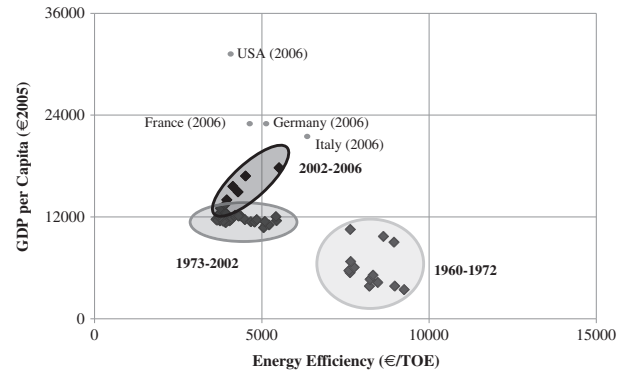 36000
USA (2006)
24000
France (2006)
Germany (2006)
Italy (2006)
2002-2006
GDP per Capita (€2005)
12000
1973-2002
1960-1972
0
0
5000
10000
15000
Energy Efficiency (€/TOE)